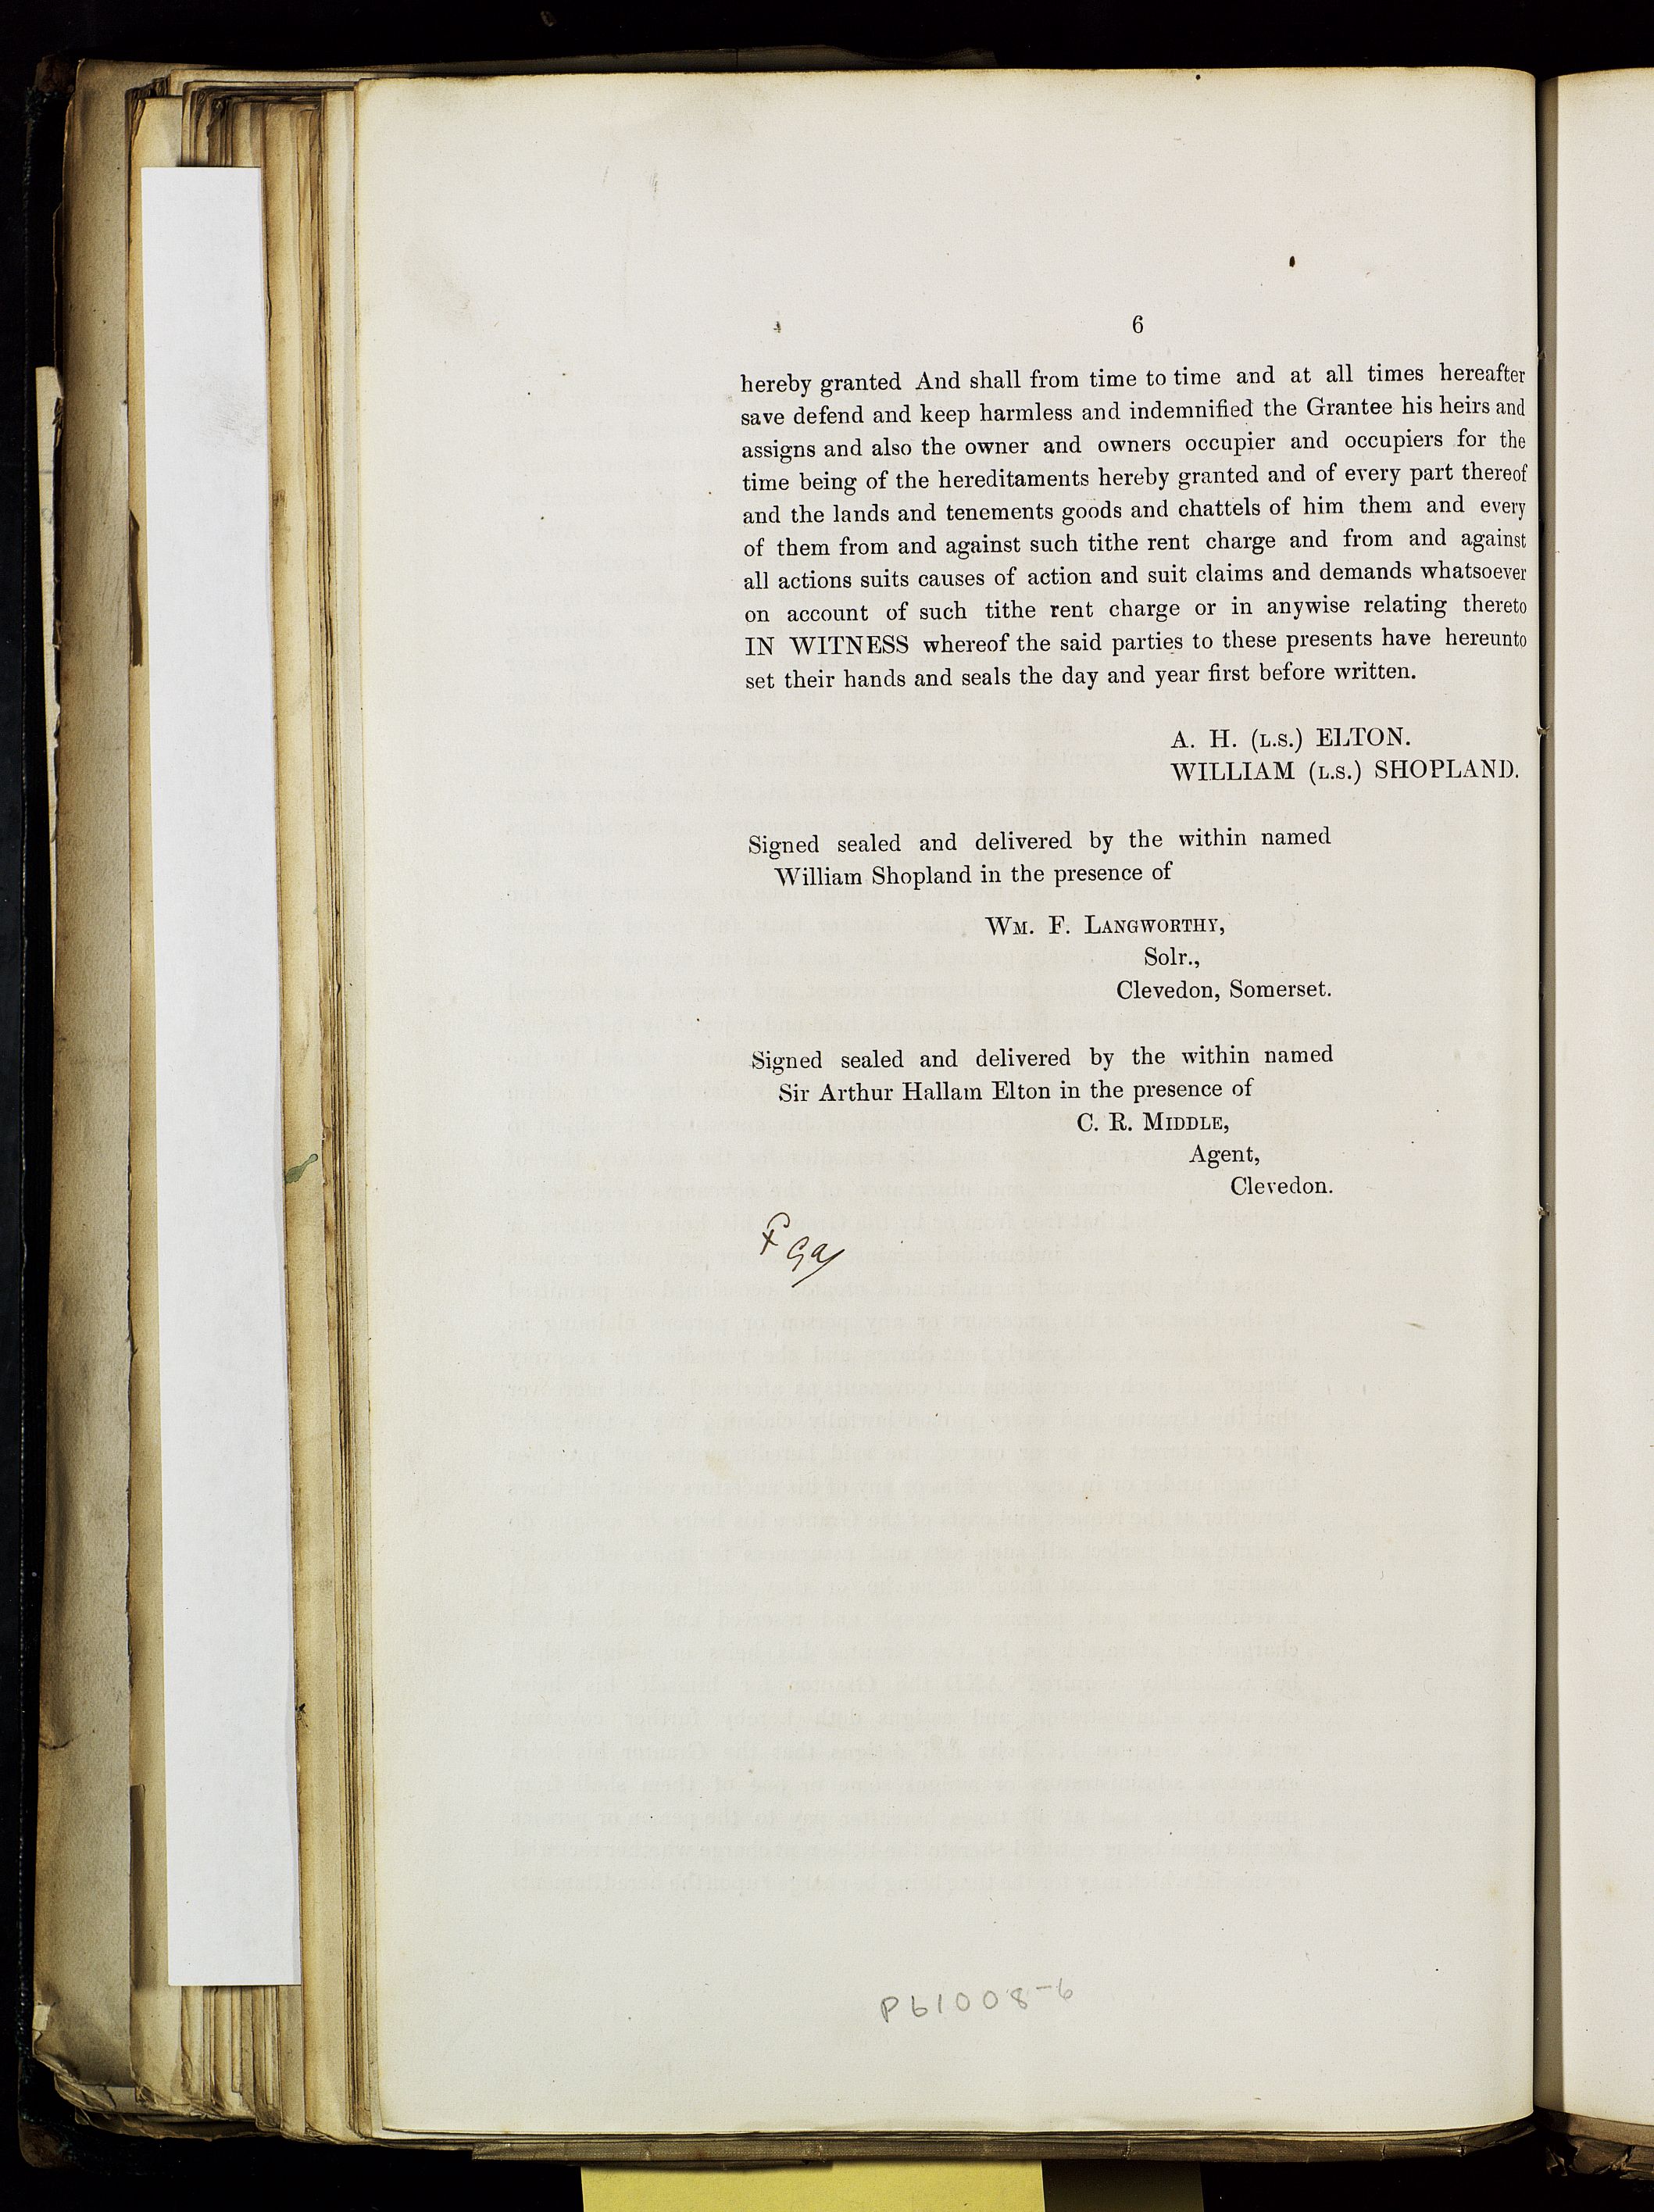 6
hereby granted And shall from time to time and at all times hereafter
save defend and keep harmless and indemnified the Grantee his heirs and
assigns and also the owner and owners occupier and occupiers for the
time being of the hereditaments hereby granted and of every part thereof
and the lands and tenements goods and chattels of him them and every
of them from and against such tithe rent charge and from and against
all actions suits causes of action and suit claims and demands whatsoever
on account of such tithe rent charge or in anywise relating thereto
IN WITNESS whereof the said parties to these presents have hereunto
set their hands and seals the day and year first before written.
A. H. (L.S.) ELTON.
WILLIAM (L.S.) SHOPLAND.
Signed sealed and delivered by the within named
William Shopland in the presence of
WM. F. LANGWORTHY,
Solr.,
Clevedon, Somerset.
Signed sealed and delivered by the within named
Sir Arthur Hallam Elton in the presence of
C. R. MIDDLE,
Agent,
Clevedon.
P61008-6